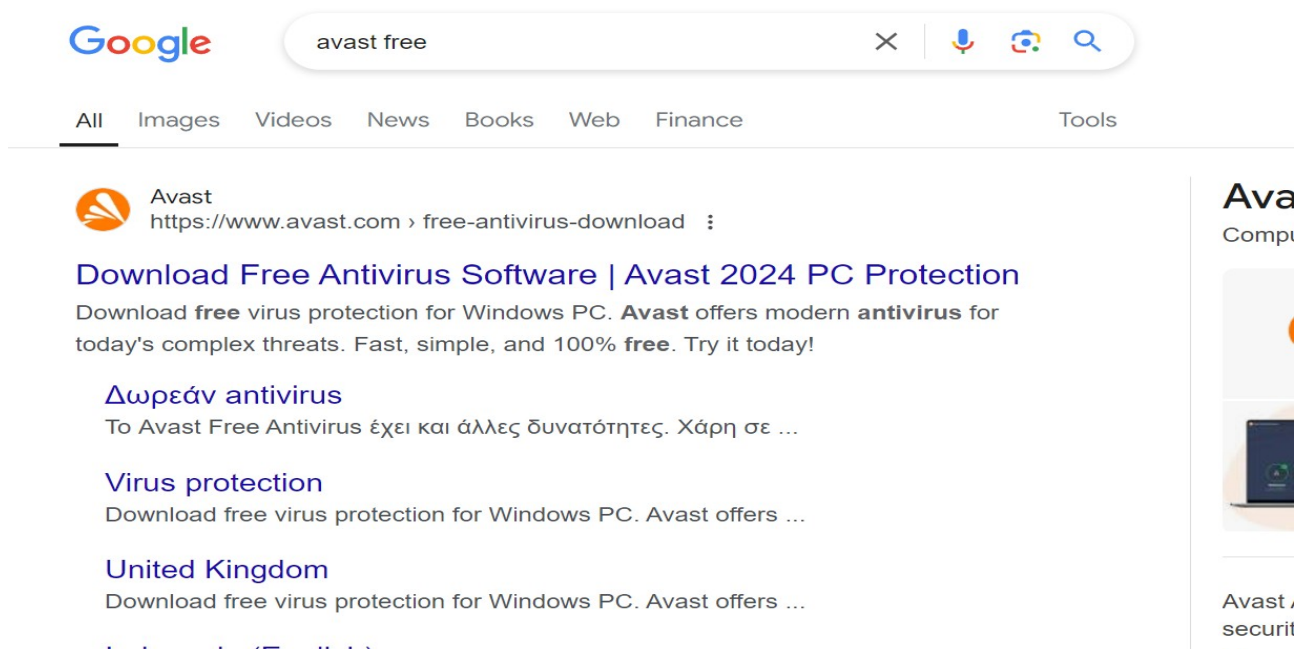 Google
avast free
All Images Videos News Books Web Finance Tools
Avast
https://www.avast.com › free-antivirus-download
Download Free Antivirus Software | Avast 2024 PC Protection
Download free virus protection for Windows PC. Avast offers modern antivirus for
today's complex threats. Fast, simple, and 100% free. Try it today!
Δωρεάν antivirus
Το Avast Free Antivirus έχει και άλλες δυνατότητες. Χάρη σε ...
Virus protection
Download free virus protection for Windows PC. Avast offers ...
United Kingdom
Download free virus protection for Windows PC. Avast offers ...
Ava
Compu
Avast
securit